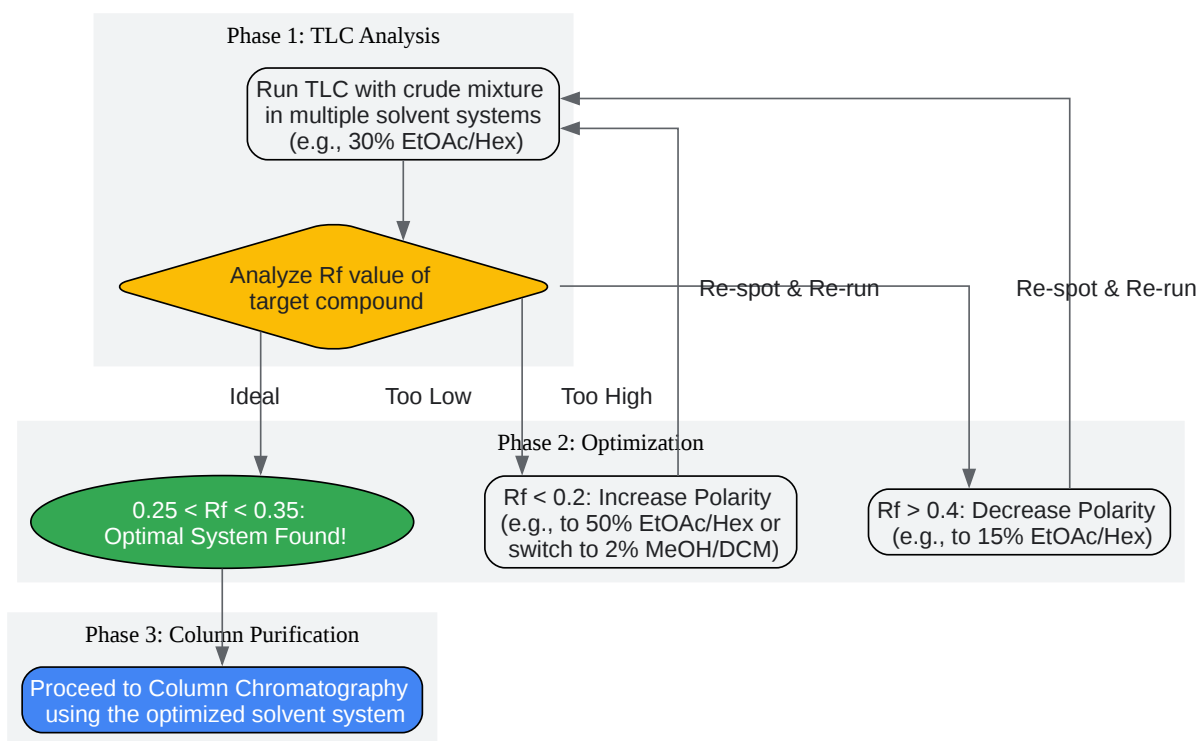 Phase 1: TLC Analysis
Run TLC with crude mixture
in multiple solvent systems
(e.g., 30% EtOAc/Hex)
Analyze Rf value of
target compound
Re-spot & Re-run
Re-spot & Re-run
Ideal
Too Low
Too High
Phase 2: Optimization
0.25 < Rf < 0.35:
Optimal System Found!
Rf < 0.2: Increase Polarity
(e.g., to 50% EtOAc/Hex or
switch to 2% MeOH/DCM)
Rf > 0.4: Decrease Polarity
(e.g., to 15% EtOAc/Hex)
Phase 3: Column Purification
Proceed to Column Chromatography
using the optimized solvent system